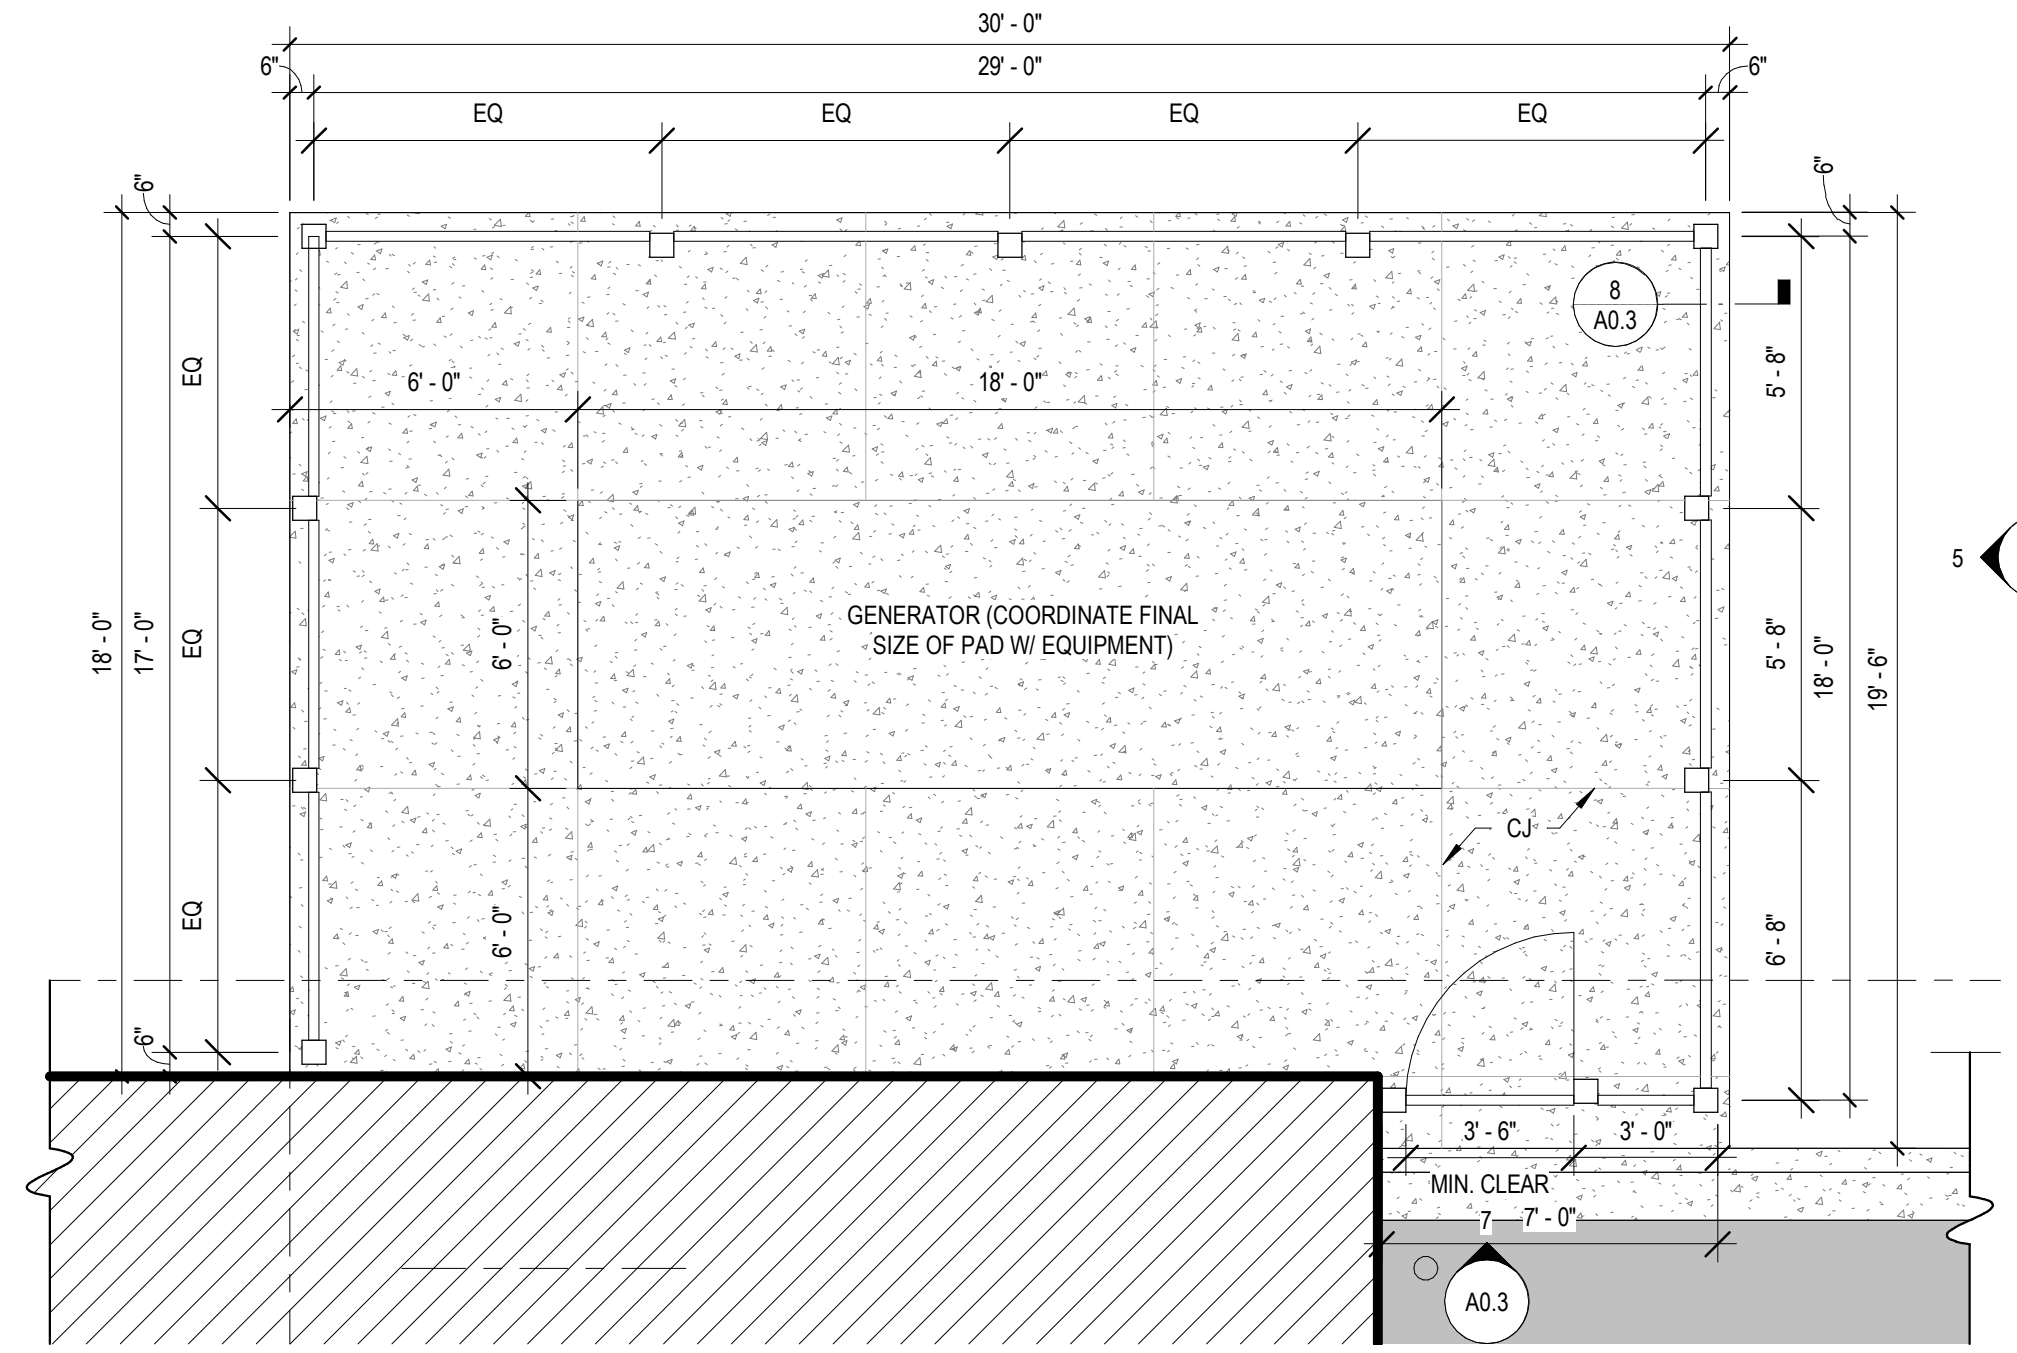 30' - 0"
6"
29' - 0"
6"
EQ
EQ
EQ
EQ
6"
6"
8
A0.3
EQ
6' - 0"
18' - 0"
5' - 8"
5
GENERATOR (COORDINATE FINAL
SIZE OF PAD W/ EQUIPMENT)
18' - 0"
17' - 0"
EQ
6' - 0"
5' - 8"
18' - 0"
19' - 6"
CJ
EQ
6' - 0"
6' - 8"
6"
3' - 6"
3' - 0"
MIN. CLEAR
7
7' - 0"
A0.3